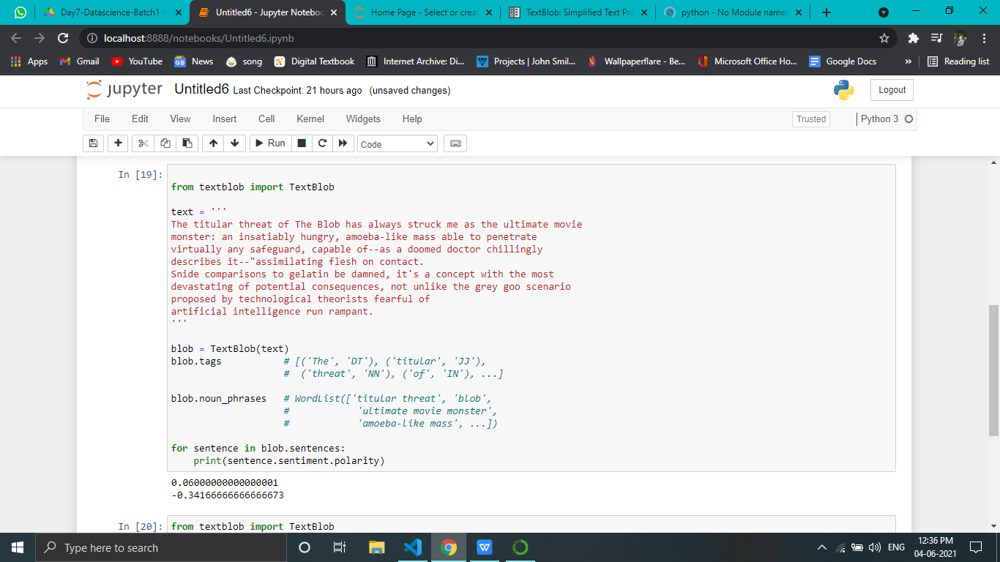 Day7-Datascience-Batch1 -
Untitled6 - Jupyter Noteboo
Home Page - Select or creat
TextBlob: Simplified Text Pro
python - No Module named
localhost:8888/notebooks/Untitled6.ipynb
Apps Gmail YouTube News song Digital Textbook Internet Archive: Di... Projects | John Smil... Wallpaperflare - Be... Microsoft Office Ho... Google Docs » Reading list
jupyter Untitled6 Last Checkpoint: 21 hours ago (unsaved changes) Logout
File Edit View Insert Cell Kernel Widgets Help Trusted Python 3
Run Code
In [19]:
from textblob import TextBlob
text = '''
The titular threat of The Blob has always struck me as the ultimate movie
monster: an insatiably hungry, amoeba-like mass able to penetrate
virtually any safeguard, capable of--as a doomed doctor chillingly
describes it--"assimilating flesh on contact.
Snide comparisons to gelatin be damned, it's a concept with the most
devastating of potential consequences, not unlike the grey goo scenario
proposed by technological theorists fearful of
artificial intelligence run rampant.
'''
blob = TextBlob(text)
blob.tags # [('The', 'DT'), ('titular', 'JJ'),
# ('threat', 'NN'), ('of', 'IN'), ...]
blob.noun_phrases # WordList(['titular threat', 'blob',
# 'ultimate movie monster',
# 'amoeba-like mass', ...])
for sentence in blob.sentences:
print(sentence.sentiment.polarity)
0.06000000000000001
-0.34166666666666673
In [20]: from textblob import TextBlob
Type here to search
ENG
12:36 PM
04-06-2021